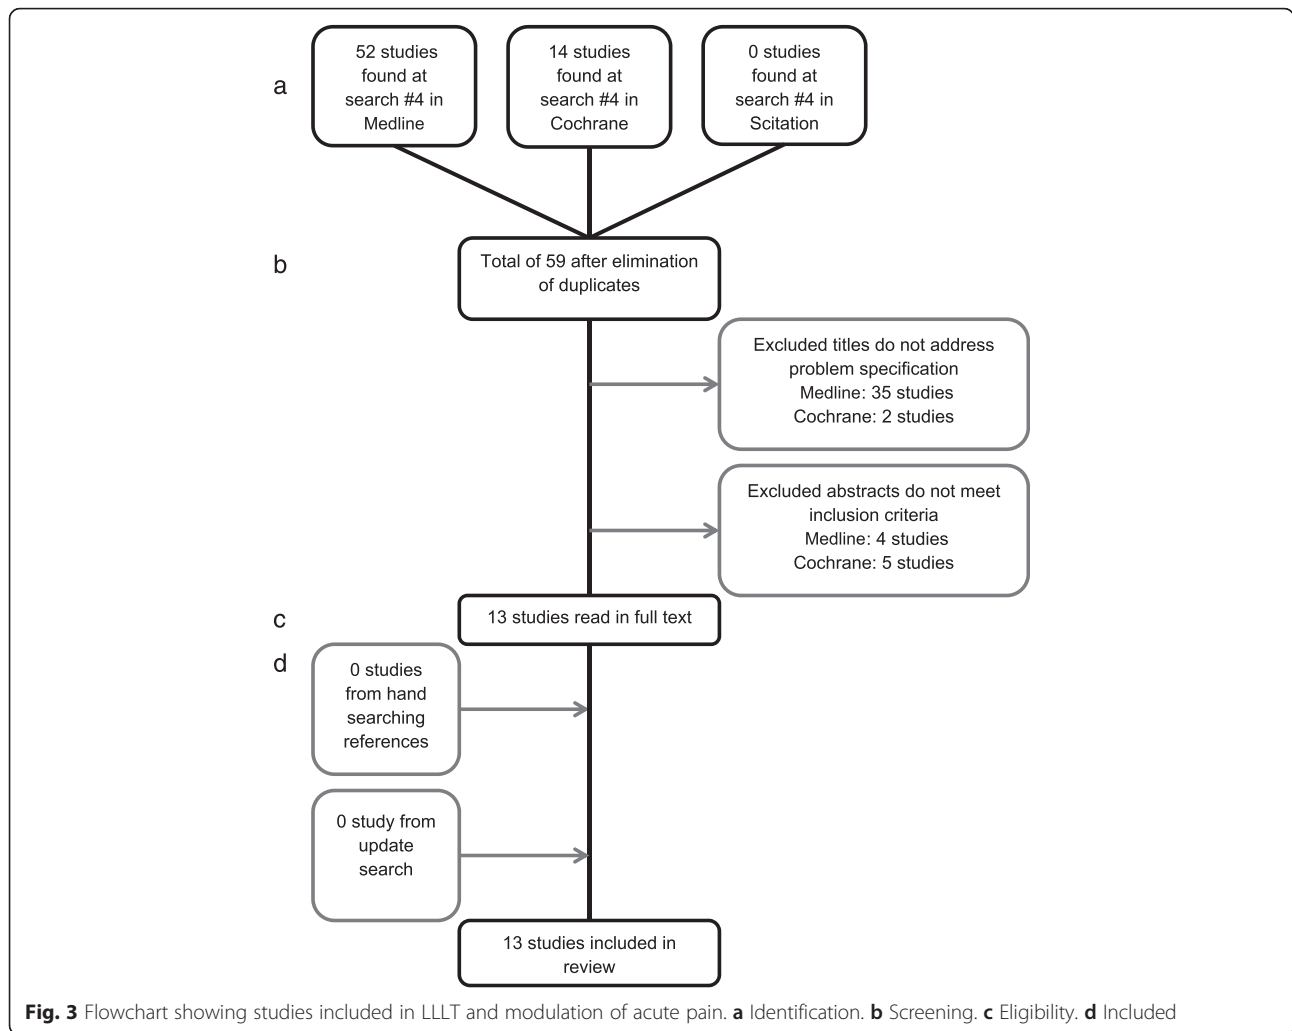 a
52 studies
found at
search #4 in
Medline
14 studies
found at
search #4 in
Cochrane
0 studies
found at
search #4 in
Scitation
b
Total of 59 after elimination
of duplicates
Excluded titles do not address
problem specification
Medline: 35 studies
Cochrane: 2 studies
Excluded abstracts do not meet
inclusion criteria
Medline: 4 studies
Cochrane: 5 studies
c
13 studies read in full text
d
0 studies
from hand
searching
references
0 study from
update
search
13 studies included in
review
Fig. 3 Flowchart showing studies included in LLLT and modulation of acute pain. a Identification. b Screening. c Eligibility. d Included